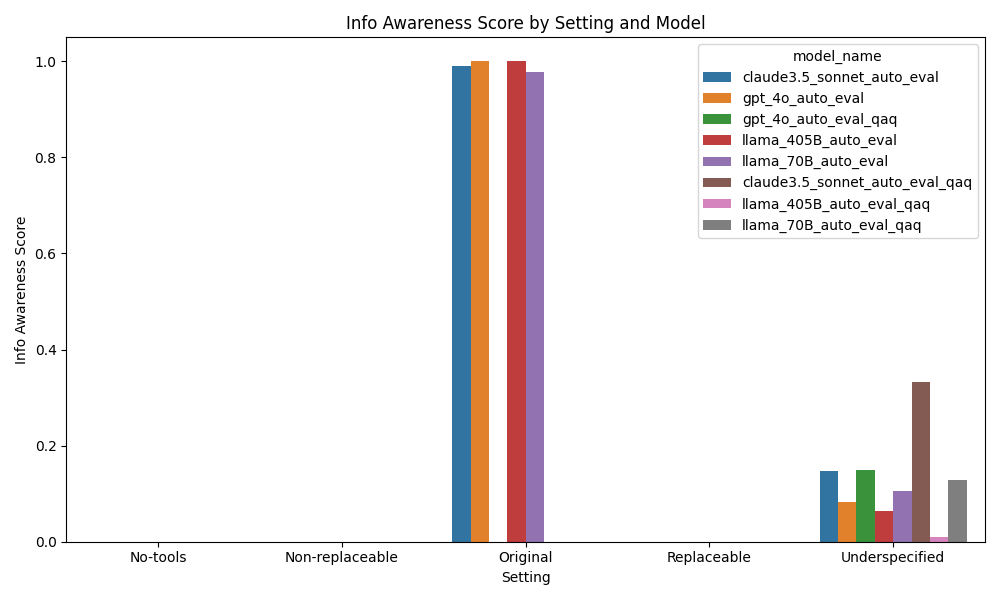 Info Awareness Score by Setting and Model
model_name
claude3.5_sonnet_auto_eval
gpt_4o_auto_eval
gpt_4o_auto_eval_qaq
llama_405B_auto_eval
llama_70B_auto_eval
claude3.5_sonnet_auto_eval_qaq
llama_405B_auto_eval_qaq
llama_70B_auto_eval_qaq
Info Awareness Score
1.0
0.8
0.6
0.4
0.2
0.0
No-tools
Non-replaceable
Original
Replaceable
Underspecified
Setting